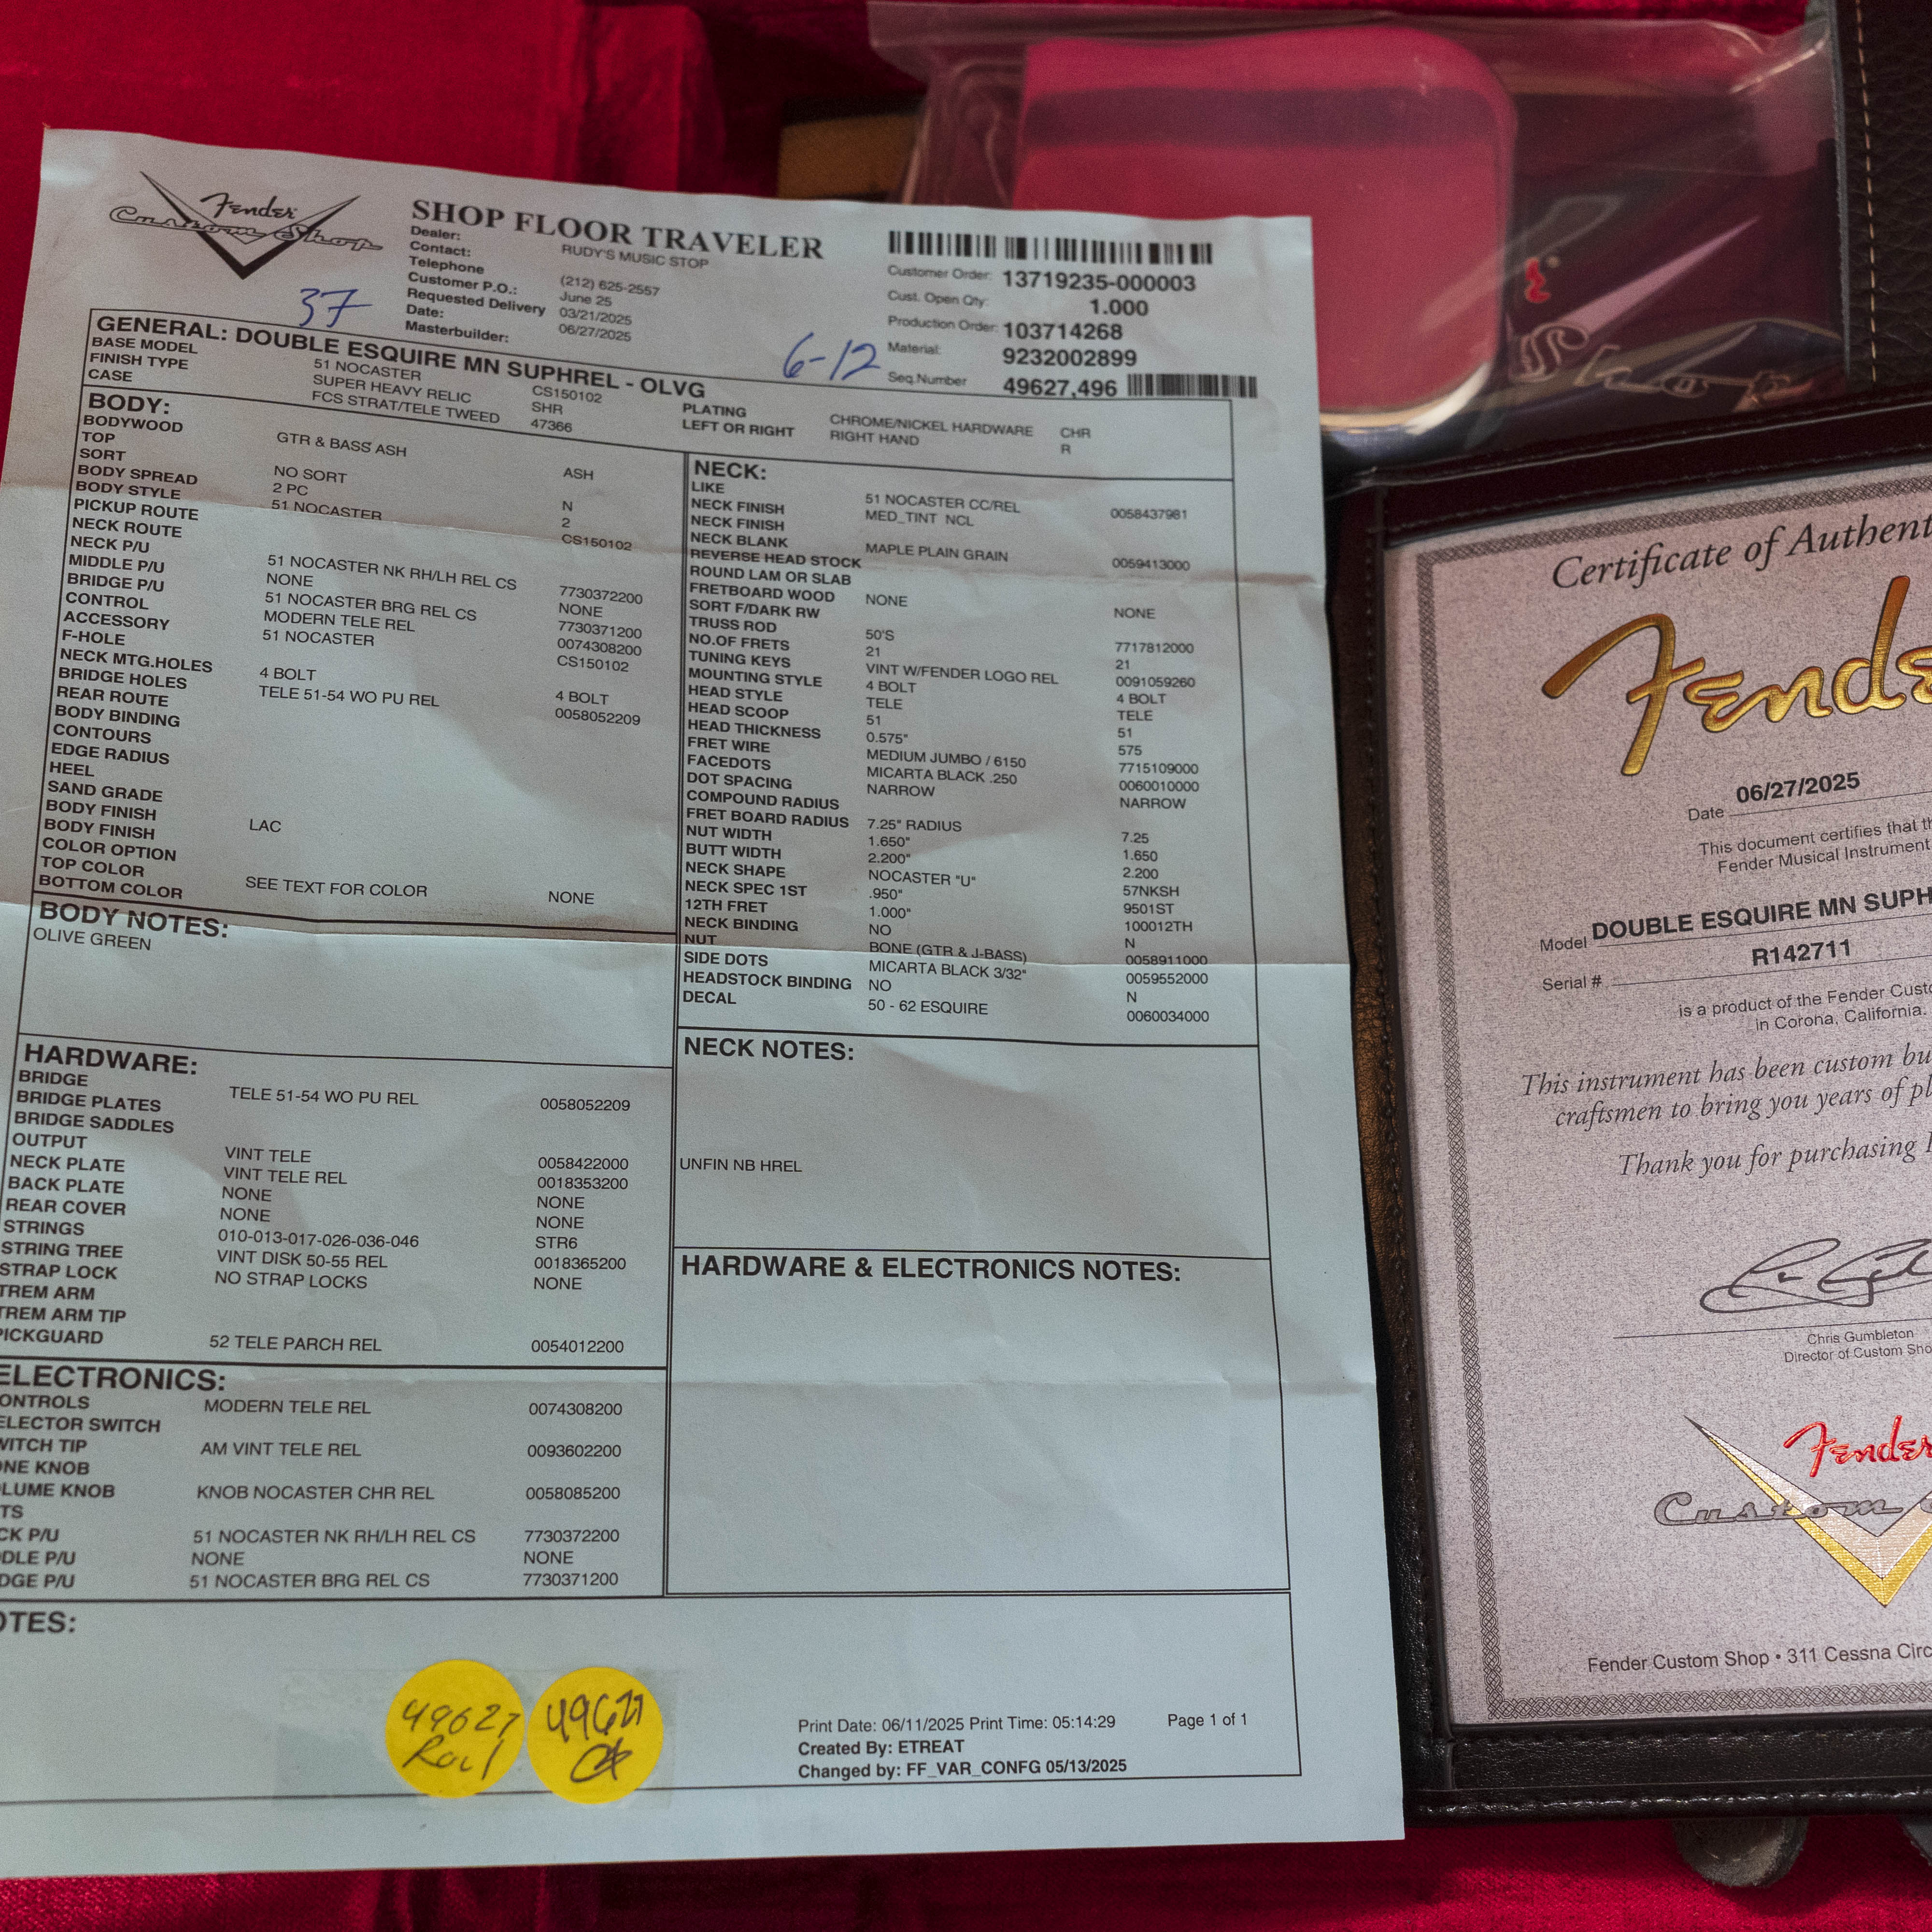 Fender
Custom Shop
SHOP FLOOR TRAVELER
Dealer: RUDY'S MUSIC STOP
Contact:
Telephone (212) 625-2557
Customer P.O.: June 25
Requested Delivery 03/21/2025
Date: 06/27/2025
Masterbuilder:
37
6-12
Customer Order: 13719235-000003
Cust. Open Qty: 1.000
Production Order: 103714268
Material: 9232002899
Seq.Number 49627,496
GENERAL: DOUBLE ESQUIRE MN SUPHREL - OLVG
BASE MODEL 51 NOCASTER CS150102
FINISH TYPE SUPER HEAVY RELIC SHR
CASE FCS STRAT/TELE TWEED 47366
PLATING CHROME/NICKEL HARDWARE CHR
LEFT OR RIGHT RIGHT HAND R
BODY:
BODYWOOD GTR & BASS ASH ASH
TOP
SORT NO SORT N
BODY SPREAD 2 PC 2
BODY STYLE 51 NOCASTER CS150102
PICKUP ROUTE
NECK ROUTE
NECK P/U 51 NOCASTER NK RH/LH REL CS 7730372200
MIDDLE P/U NONE NONE
BRIDGE P/U 51 NOCASTER BRG REL CS 7730371200
CONTROL MODERN TELE REL 0074308200
ACCESSORY 51 NOCASTER CS150102
F-HOLE
NECK MTG.HOLES 4 BOLT 4 BOLT
BRIDGE HOLES TELE 51-54 WO PU REL 0058052209
REAR ROUTE
BODY BINDING
CONTOURS
EDGE RADIUS
HEEL
SAND GRADE
BODY FINISH LAC
BODY FINISH
COLOR OPTION
TOP COLOR SEE TEXT FOR COLOR NONE
BOTTOM COLOR
BODY NOTES:
OLIVE GREEN
HARDWARE:
BRIDGE TELE 51-54 WO PU REL 0058052209
BRIDGE PLATES
BRIDGE SADDLES
OUTPUT VINT TELE 0058422000
NECK PLATE VINT TELE REL 0018353200
BACK PLATE NONE NONE
REAR COVER NONE NONE
STRINGS 010-013-017-026-036-046 STR6
STRING TREE VINT DISK 50-55 REL 0018365200
STRAP LOCK NO STRAP LOCKS NONE
TREM ARM
TREM ARM TIP
PICKGUARD 52 TELE PARCH REL 0054012200
ELECTRONICS:
ONTROLS MODERN TELE REL 0074308200
ELECTOR SWITCH
WITCH TIP AM VINT TELE REL 0093602200
ONE KNOB
LUME KNOB KNOB NOCASTER CHR REL 0058085200
TS
CK P/U 51 NOCASTER NK RH/LH REL CS 7730372200
DLE P/U NONE NONE
DGE P/U 51 NOCASTER BRG REL CS 7730371200
OTES:
NECK:
LIKE 51 NOCASTER CC/REL 0058437981
NECK FINISH MED_TINT NCL
NECK FINISH
NECK BLANK MAPLE PLAIN GRAIN 0059413000
REVERSE HEAD STOCK
ROUND LAM OR SLAB
FRETBOARD WOOD NONE NONE
SORT F/DARK RW
TRUSS ROD 50'S 7717812000
NO.OF FRETS 21 21
TUNING KEYS VINT W/FENDER LOGO REL 0091059260
MOUNTING STYLE 4 BOLT 4 BOLT
HEAD STYLE TELE TELE
HEAD SCOOP 51 51
HEAD THICKNESS 0.575" 575
FRET WIRE MEDIUM JUMBO / 6150 7715109000
FACEDOTS MICARTA BLACK .250 0060010000
DOT SPACING NARROW NARROW
COMPOUND RADIUS
FRET BOARD RADIUS 7.25" RADIUS 7.25
NUT WIDTH 1.650" 1.650
BUTT WIDTH 2.200" 2.200
NECK SHAPE NOCASTER "U" 57NKSH
NECK SPEC 1ST .950" 9501ST
12TH FRET 1.000" 100012TH
NECK BINDING NO N
NUT BONE (GTR & J-BASS) 0058911000
SIDE DOTS MICARTA BLACK 3/32" 0059552000
HEADSTOCK BINDING NO N
DECAL 50 - 62 ESQUIRE 0060034000
NECK NOTES:
UNFIN NB HREL
HARDWARE & ELECTRONICS NOTES:
49627
Raul
49627
Print Date: 06/11/2025 Print Time: 05:14:29 Page 1 of 1
Created By: ETREAT
Changed by: FF_VAR_CONFG 05/13/2025
Certificate of Authent
Fende
Date 06/27/2025
This document certifies that th
Fender Musical Instrument
Model DOUBLE ESQUIRE MN SUPH
Serial # R142711
is a product of the Fender Custo
in Corona, California.
This instrument has been custom bu
craftsmen to bring you years of pl
Thank you for purchasing
Chris Gumbleton
Director of Custom Sho
Fender
Custom
Fender Custom Shop • 311 Cessna Circ